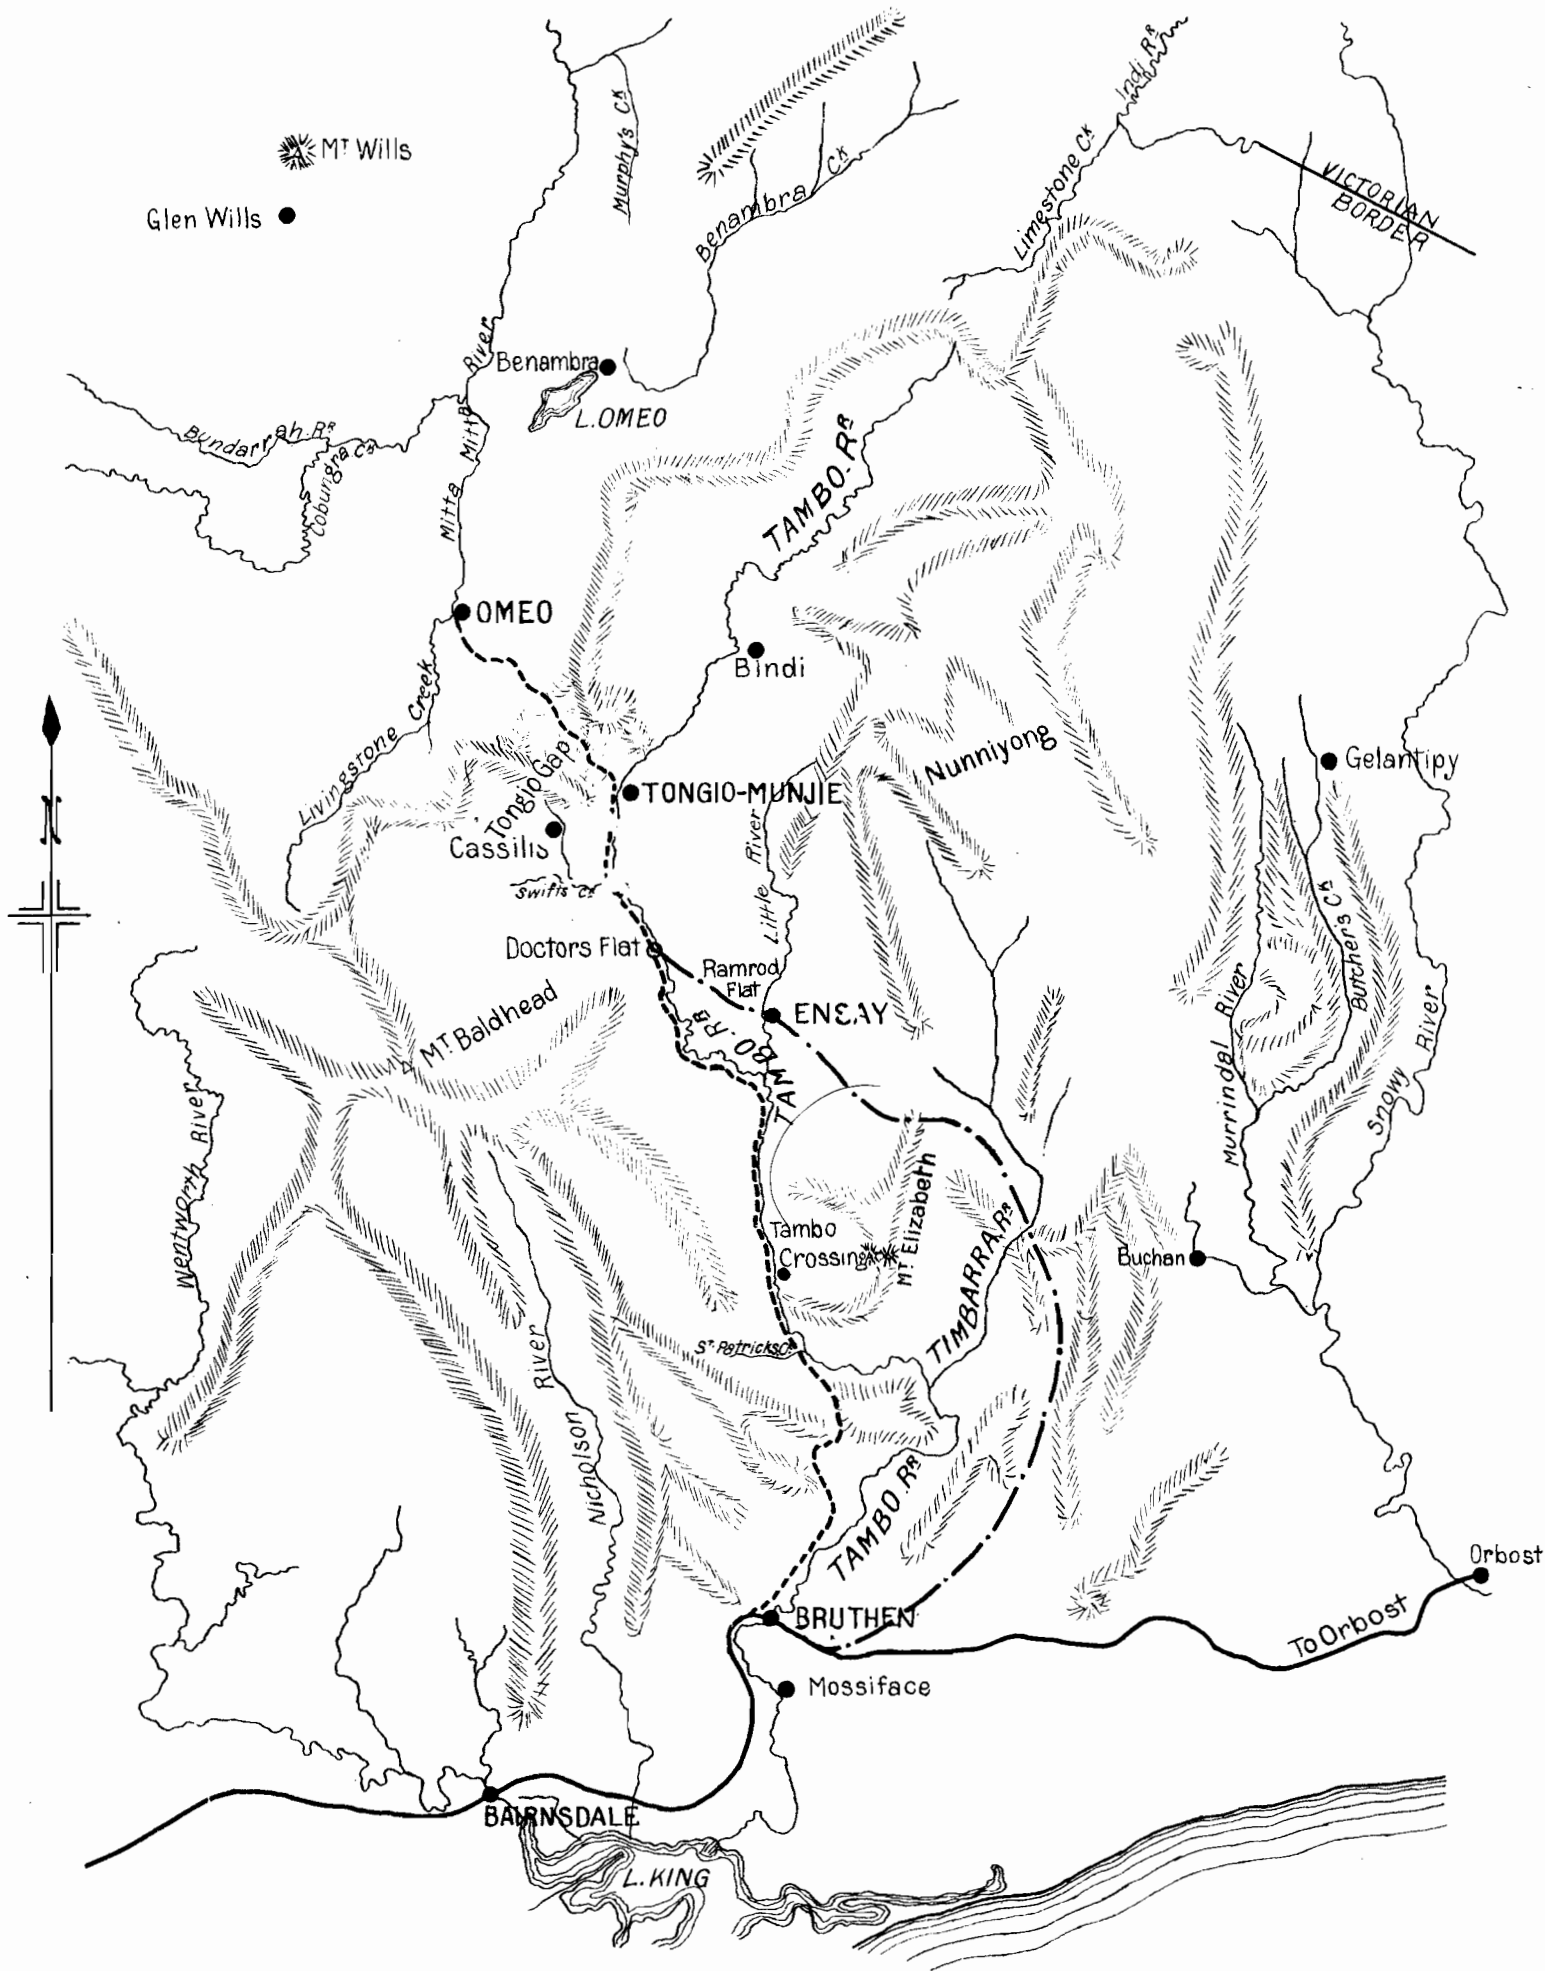 Indi Rr
Murphy's Ck
Mt Wills
Benambra Ck
Limestone Ck
VICTORIAN
BORDER
Glen Wills
Benambra
L. OMEO
Mitta Mitta River
Bundarrah. Rr
Cobungra Ck
TAMBO. Rr
OMEO
Bindi
Livingstone Creek
Nunniyong
Gelantipy
Tongio Gap
TONGIO-MUNJIE
Cassilis
Little River
Swifts Ck
Butcher's Ck
Doctors Flat
Ramrod
Flat
ENSAY
N
Mt Baldhead
TAMBO. Rr
Murrindal River
Snowy River
Wentworth River
Tambo
Crossing
Mt Elizabeth
TIMBARRA. Rr
Buchan
St Patricks Ck
Nicholson River
TAMBO. Rr
Orbost
BRUTHEN
To Orbost
Mossiface
BAIRNSDALE
L. KING